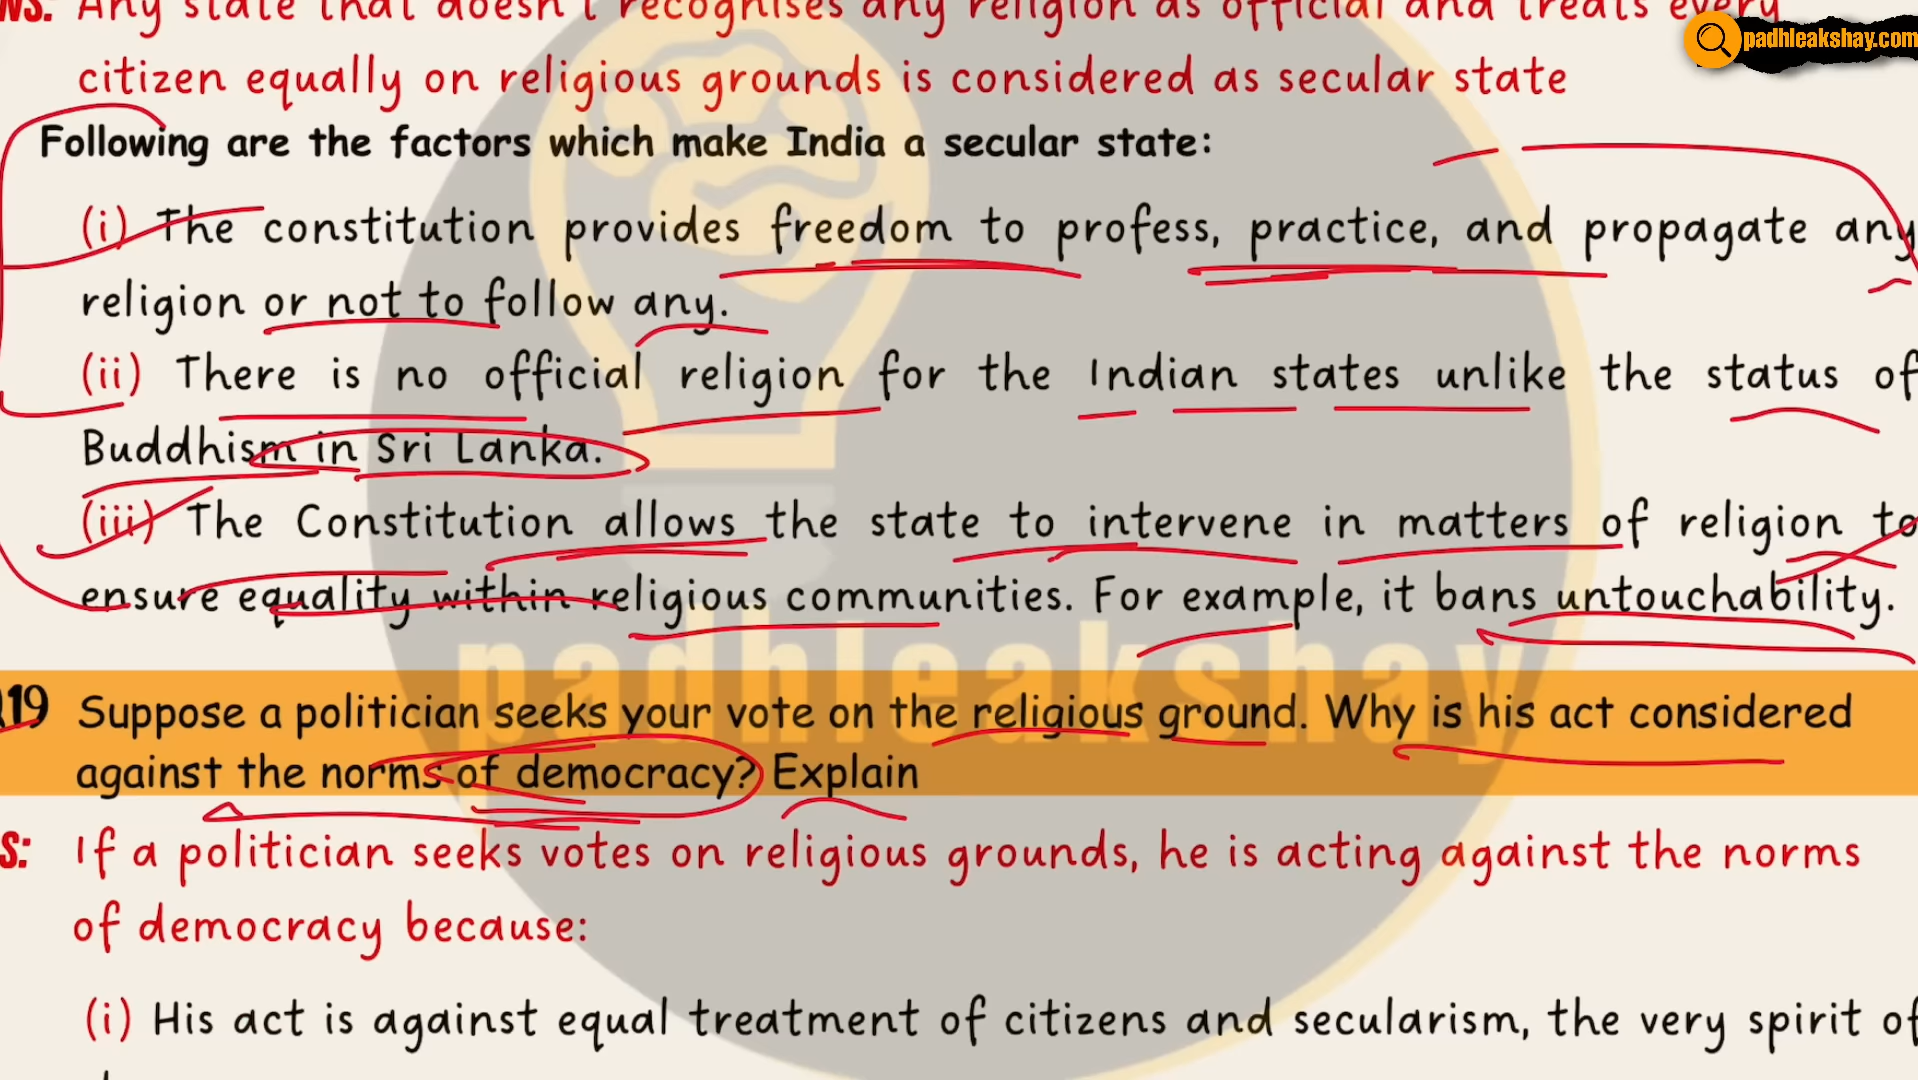 ws: Any state that doesn't recognises any religion as official and treats every
padhleakshay.com
citizen equally on religious grounds is considered as secular state
Following are the factors which make India a secular state:
(i) The constitution provides freedom to profess, practice, and propagate any
religion or not to follow any.
(ii) There is no official religion for the Indian states unlike the status of
Buddhism in Sri Lanka.
(iii) The Constitution allows the state to intervene in matters of religion to
ensure equality within religious communities. For example, it bans untouchability.
padhleakshay
19 Suppose a politician seeks your vote on the religious ground. Why is his act considered
against the norms of democracy? Explain
S: If a politician seeks votes on religious grounds, he is acting against the norms
of democracy because:
(i) His act is against equal treatment of citizens and secularism, the very spirit of